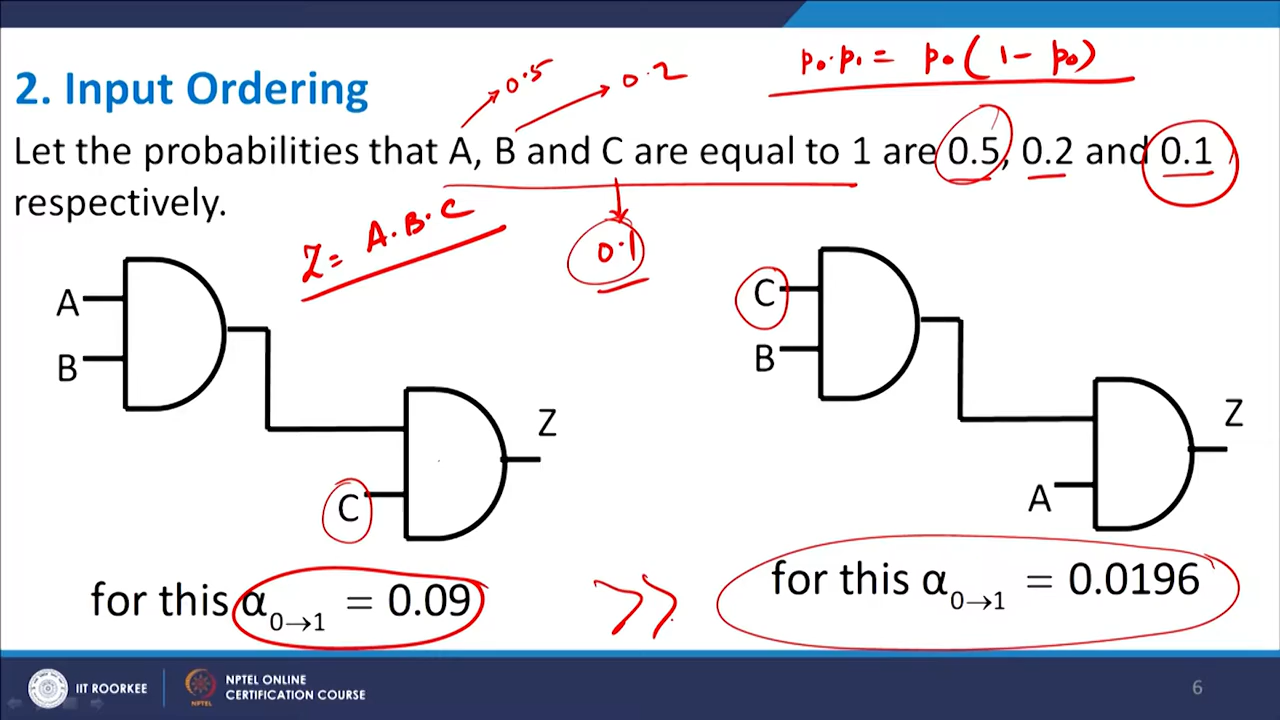 p₀·p₁ = p₀(1 - p₀)
2. Input Ordering
0.5
0.2
Let the probabilities that A, B and C are equal to 1 are 0.5, 0.2 and 0.1
respectively.
Z = A.B.C
0.1
A
B
C
Z
C
B
A
Z
for this α₀→₁ = 0.09
>>
for this α₀→₁ = 0.0196
IIT ROORKEE
NPTEL ONLINE
CERTIFICATION COURSE
6